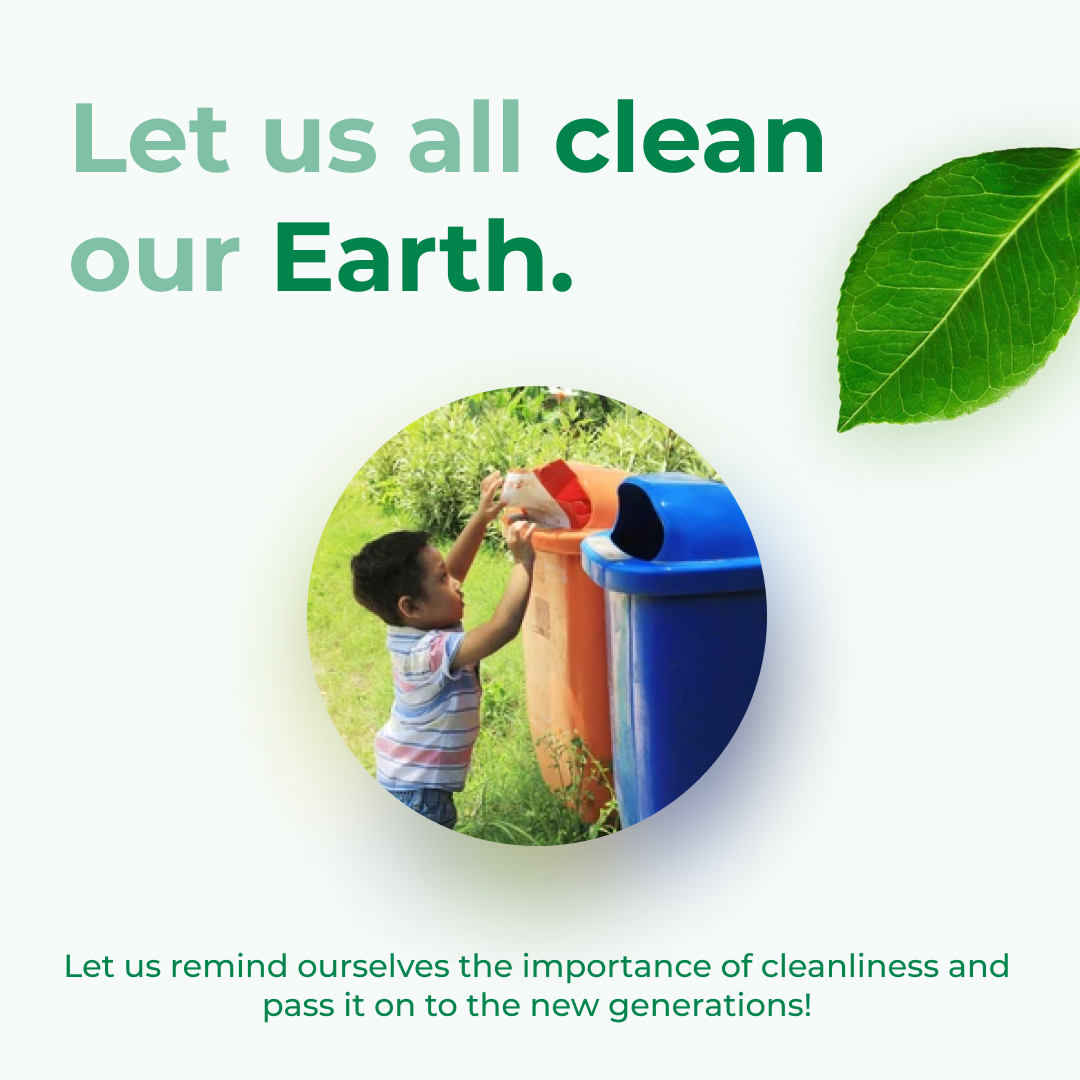 Let us all clean
our Earth.
Let us remind ourselves the importance of cleanliness and
pass it on to the new generations!